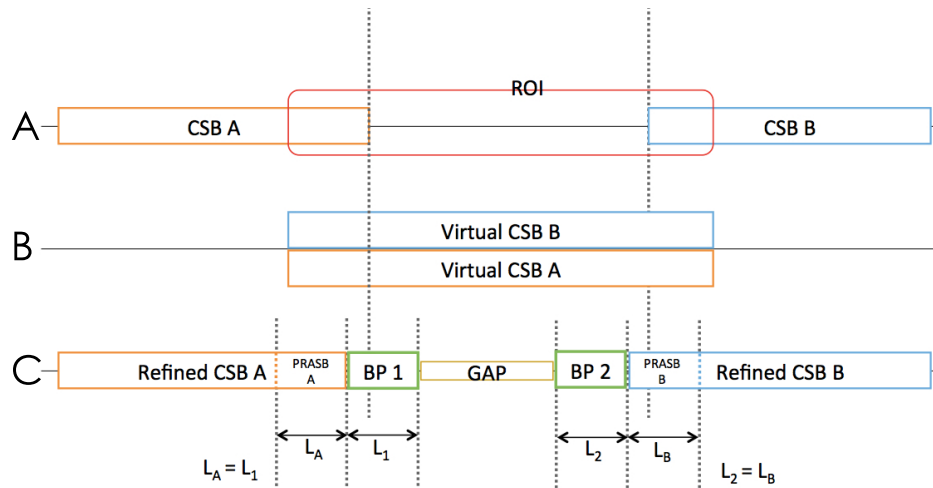 ROI
A
CSB A
CSB B
B
Virtual CSB B
Virtual CSB A
C
Refined CSB A
PRASB
A
BP 1
GAP
BP 2
PRASB
B
Refined CSB B
LA
L1
L2
LB
LA = L1
L2 = LB